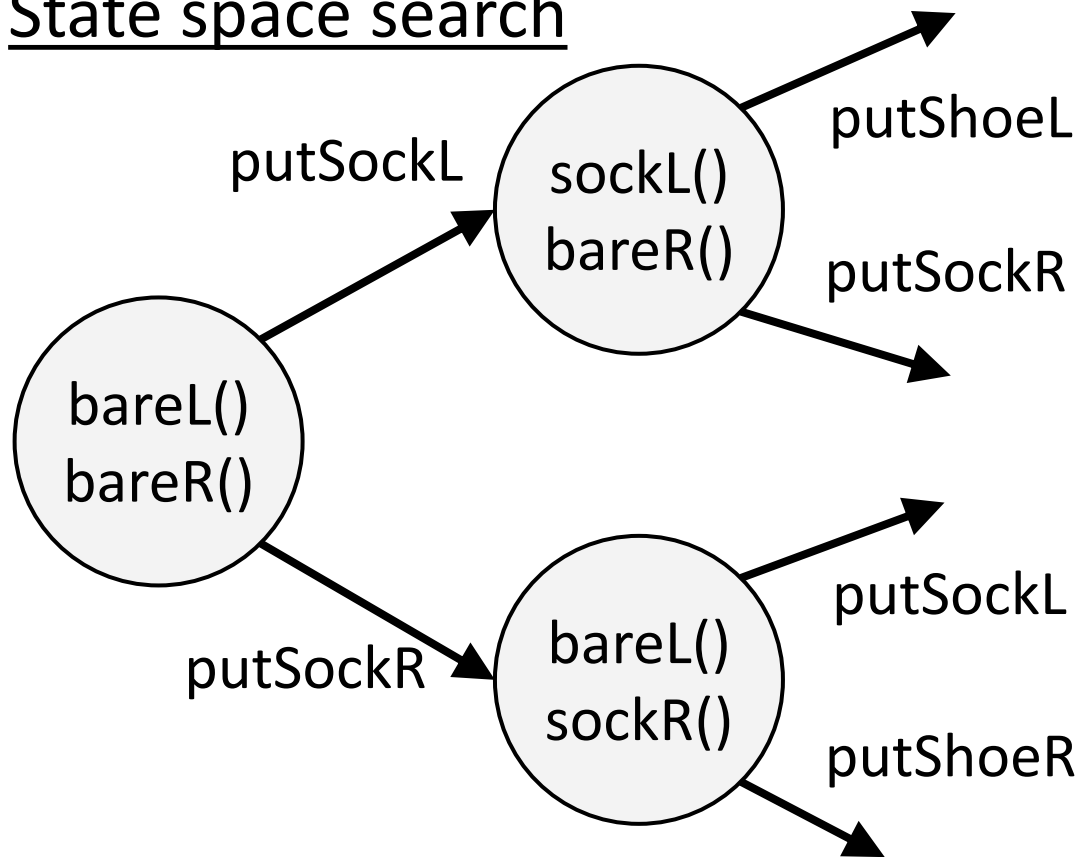 State space search
putShoeL
putSockL
sockL()
bareR()
putSockR
bareL()
bareR()
putSockL
bareL()
sockR()
putSockR
putShoeR